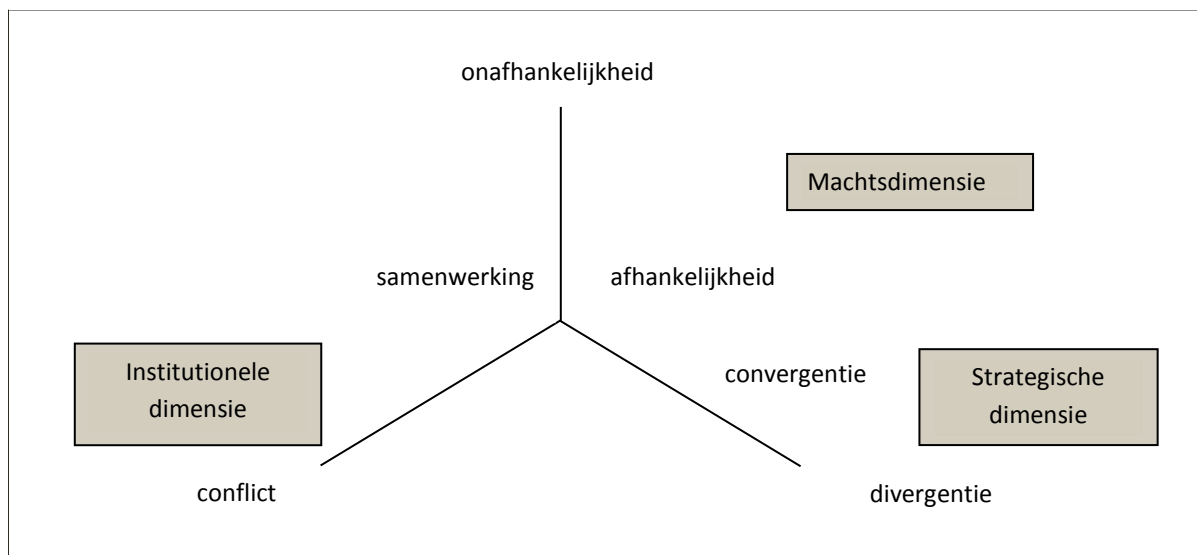 onafhankelijkheid
Machtsdimensie
samenwerking
afhankelijkheid
Institutionele
dimensie
convergentie
Strategische
dimensie
conflict
divergentie